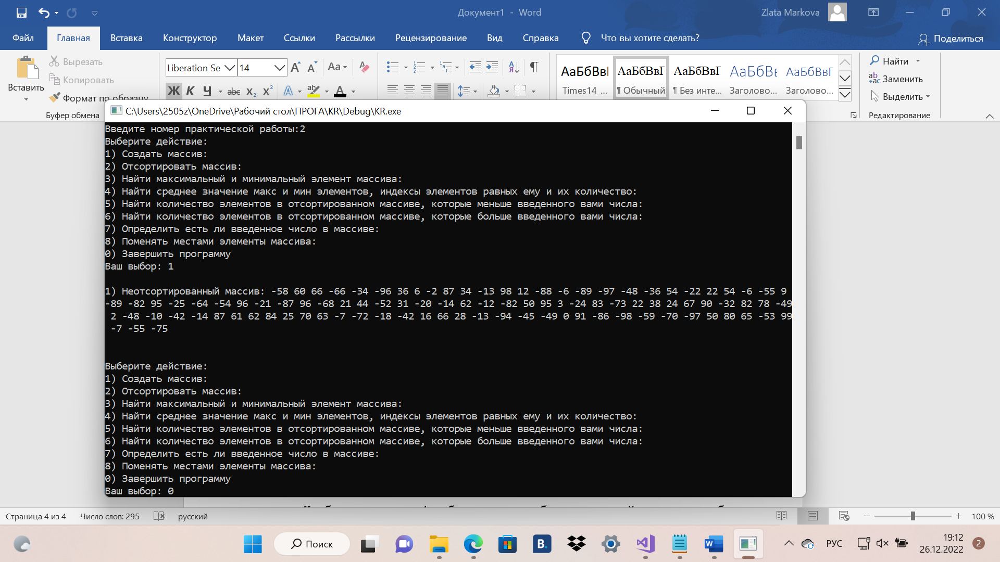 Документ1 - Word
Zlata Markova
Файл Главная Вставка Конструктор Макет Ссылки Рассылки Рецензирование Вид Справка Что вы хотите сделать? Поделиться
Вставить
Вырезать
Копировать
Формат по образцу
Буфер обмена
Liberation Se 14
Aa
Ж К Ч abc x₂ x²
АаБбВвІ АаБбВвГ АаБбВвГ АаБбВв АаБбВвГ
Times14_... ¶ Обычный ¶ Без инте... Заголово... Заголово...
Найти
Заменить
Выделить
Редактирование
C:\Users\2505z\OneDrive\Рабочий стол\ПРОГА\KR\Debug\KR.exe
Введите номер практической работы:2
Выберите действие:
1) Создать массив:
2) Отсортировать массив:
3) Найти максимальный и минимальный элемент массива:
4) Найти среднее значение макс и мин элементов, индексы элементов равных ему и их количество:
5) Найти количество элементов в отсортированном массиве, которые меньше введенного вами числа:
6) Найти количество элементов в отсортированном массиве, которые больше введенного вами числа:
7) Определить есть ли введенное число в массиве:
8) Поменять местами элементы массива:
0) Завершить программу
Ваш выбор: 1
1) Неотсортированный массив: -58 60 66 -66 -34 -96 36 6 -2 87 34 -13 98 12 -88 -6 -89 -97 -48 -36 54 -22 22 54 -6 -55 9
-89 -82 95 -25 -64 -54 96 -21 -87 96 -68 21 44 -52 31 -20 -14 62 -12 -82 50 95 3 -24 83 -73 22 38 24 67 90 -32 82 78 -49
2 -48 -10 -42 -14 87 61 62 84 25 70 63 -7 -72 -18 -42 16 66 28 -13 -94 -45 -49 0 91 -86 -98 -59 -70 -97 50 80 65 -53 99
-7 -55 -75
Выберите действие:
1) Создать массив:
2) Отсортировать массив:
3) Найти максимальный и минимальный элемент массива:
4) Найти среднее значение макс и мин элементов, индексы элементов равных ему и их количество:
5) Найти количество элементов в отсортированном массиве, которые меньше введенного вами числа:
6) Найти количество элементов в отсортированном массиве, которые больше введенного вами числа:
7) Определить есть ли введенное число в массиве:
8) Поменять местами элементы массива:
0) Завершить программу
Ваш выбор: 0
Страница 4 из 4 Число слов: 295 русский 100 %
Поиск
РУС
19:12
26.12.2022
2